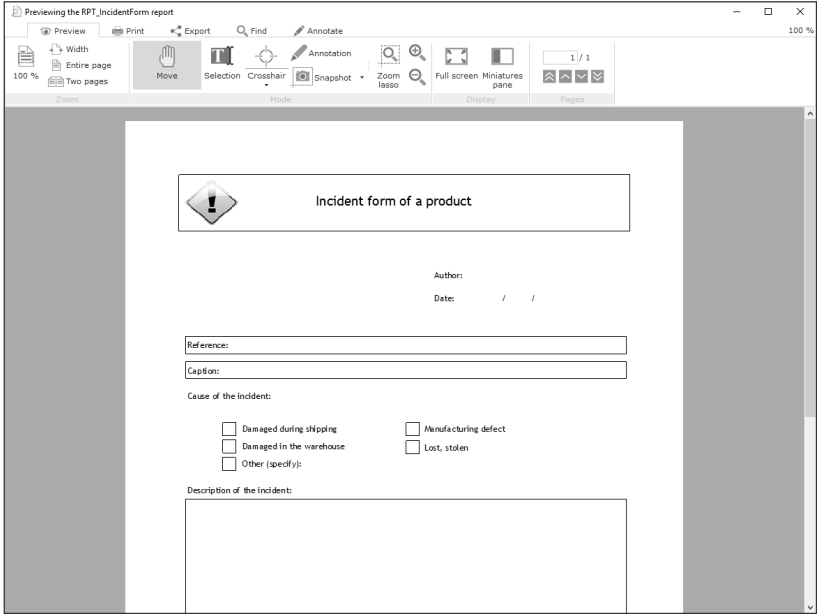 Previewing the RPT_IncidentForm report
Preview Print Export Find Annotate 100 %
100 %
Width
Entire page
Two pages
Zoom
Move
Selection
Crosshair
Annotation
Snapshot
Zoom lasso
Mode
Full screen
Miniatures pane
Display
1 / 1
Pages
Incident form of a product
Author:
Date: / /
Reference:
Caption:
Cause of the incident:
Damaged during shipping Manufacturing defect
Damaged in the warehouse Lost, stolen
Other (specify):
Description of the incident: